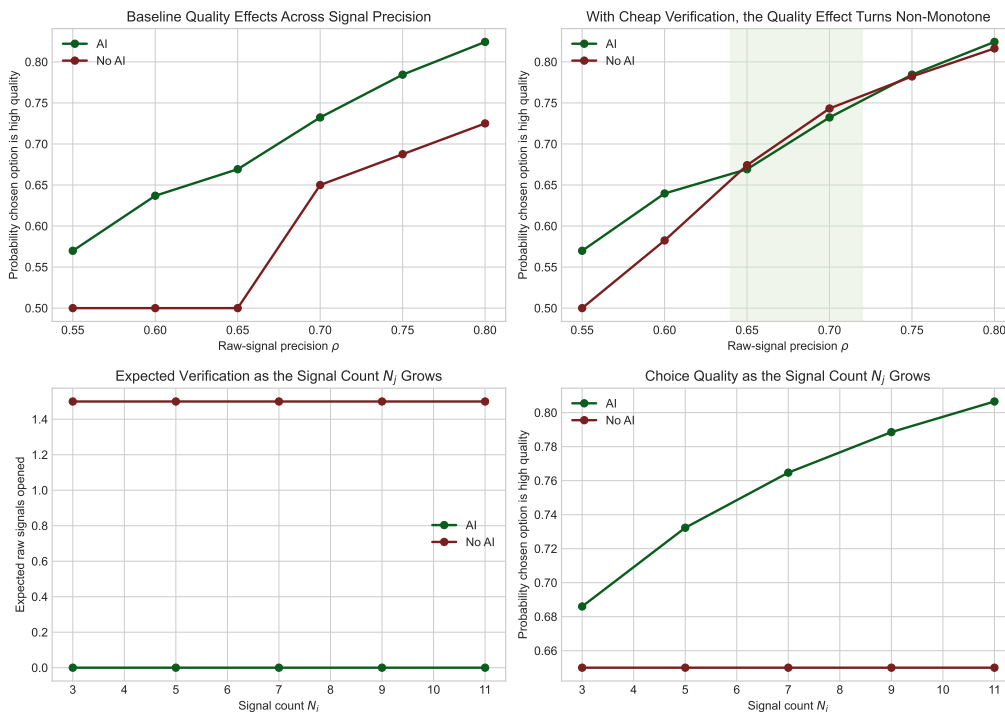 Baseline Quality Effects Across Signal Precision
AI
No AI
Probability chosen option is high quality
0.80
0.75
0.70
0.65
0.60
0.55
0.50
0.55 0.60 0.65 0.70 0.75 0.80
Raw-signal precision ρ
With Cheap Verification, the Quality Effect Turns Non-Monotone
AI
No AI
Probability chosen option is high quality
0.80
0.75
0.70
0.65
0.60
0.55
0.50
0.55 0.60 0.65 0.70 0.75 0.80
Raw-signal precision ρ
Expected Verification as the Signal Count N_j Grows
Expected raw signals opened
1.4
1.2
1.0
0.8
0.6
0.4
0.2
0.0
AI
No AI
3 4 5 6 7 8 9 10 11
Signal count N_j
Choice Quality as the Signal Count N_j Grows
AI
No AI
Probability chosen option is high quality
0.80
0.78
0.76
0.74
0.72
0.70
0.68
0.66
3 4 5 6 7 8 9 10 11
Signal count N_j